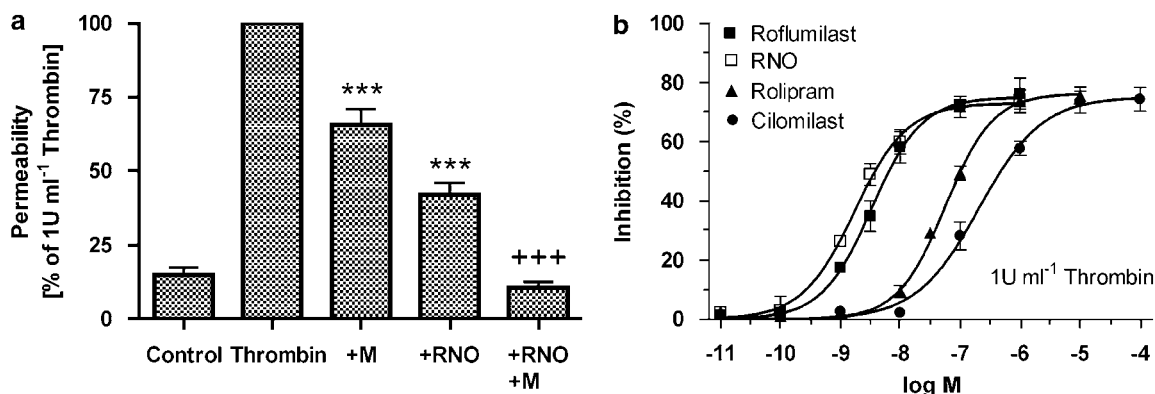 a
Permeability
[% of 1U ml⁻¹ Thrombin]
100
75
50
25
0
***
***
+++
Control Thrombin +M +RNO +RNO
+M
b
Inhibition (%)
100
80
60
40
20
0
Roflumilast
RNO
Rolipram
Cilomilast
1U ml⁻¹ Thrombin
-11 -10 -9 -8 -7 -6 -5 -4
log M